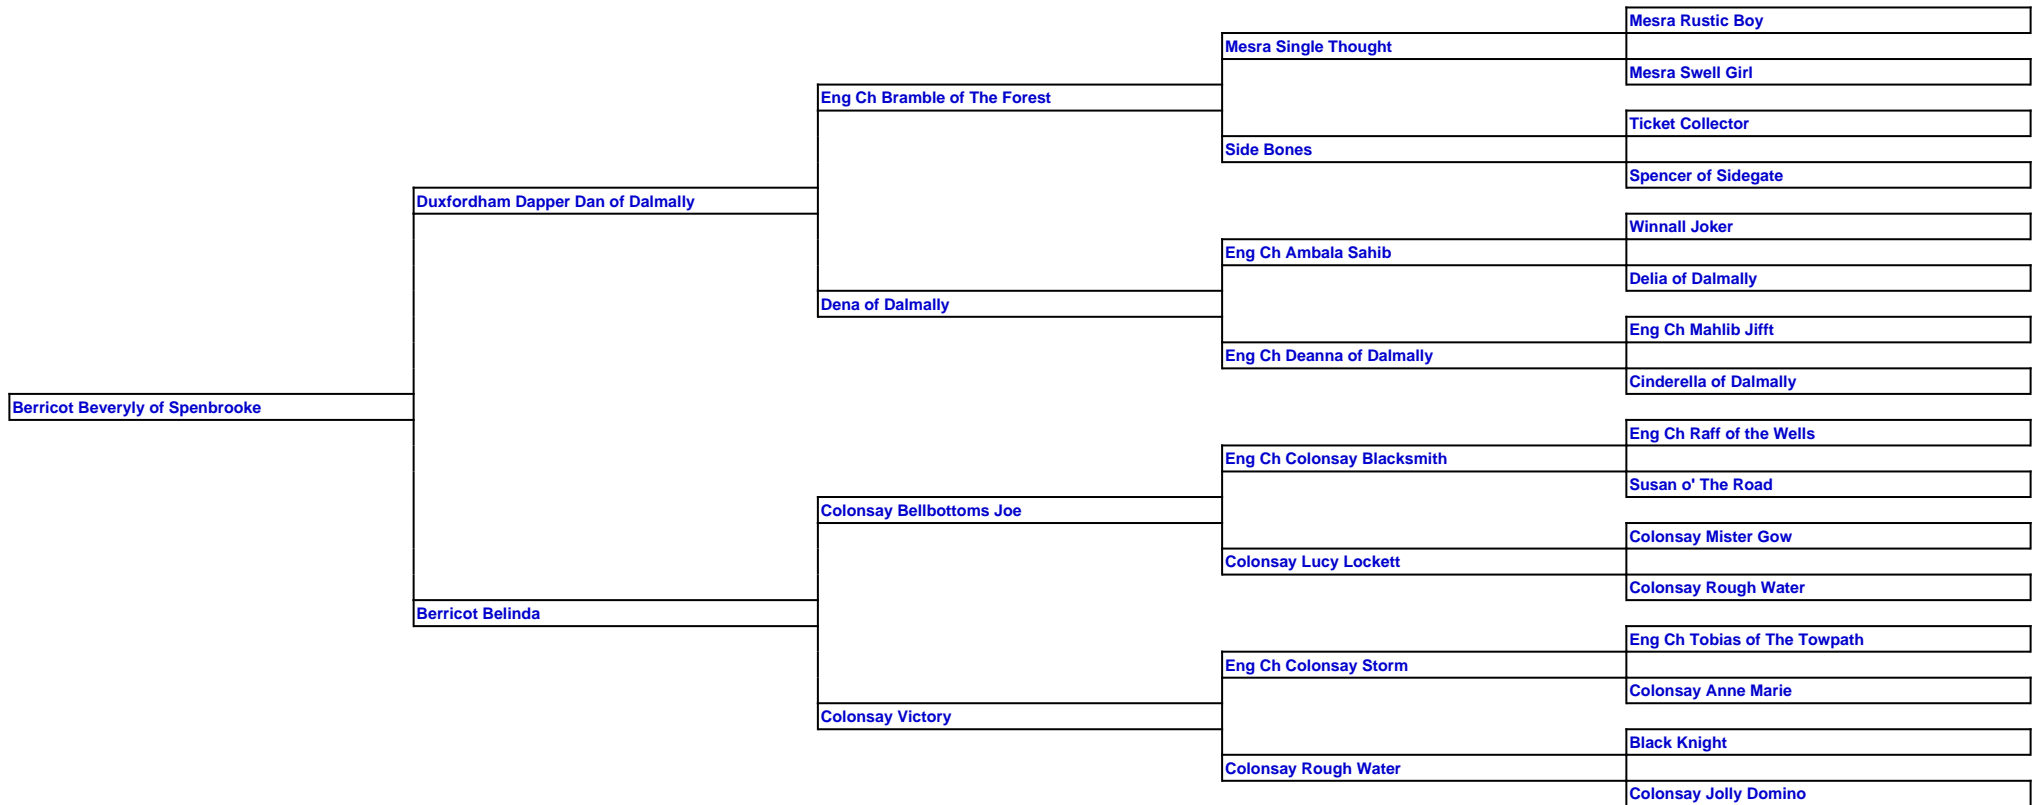 Mesra Rustic Boy
Mesra Single Thought
Mesra Swell Girl
Eng Ch Bramble of The Forest
Ticket Collector
Side Bones
Spencer of Sidegate
Duxfordham Dapper Dan of Dalmally
Winnall Joker
Eng Ch Ambala Sahib
Delia of Dalmally
Dena of Dalmally
Eng Ch Mahlib Jifft
Eng Ch Deanna of Dalmally
Cinderella of Dalmally
Berricot Beveryly of Spenbrooke
Eng Ch Raff of the Wells
Eng Ch Colonsay Blacksmith
Susan o' The Road
Colonsay Bellbottoms Joe
Colonsay Mister Gow
Colonsay Lucy Lockett
Colonsay Rough Water
Berricot Belinda
Eng Ch Tobias of The Towpath
Eng Ch Colonsay Storm
Colonsay Anne Marie
Colonsay Victory
Black Knight
Colonsay Rough Water
Colonsay Jolly Domino